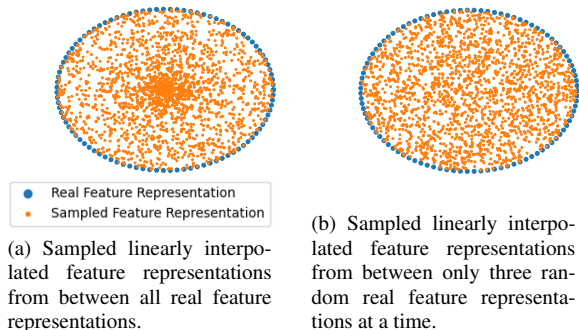 Real Feature Representation
Sampled Feature Representation
(a) Sampled linearly interpo-
lated feature representations
from between all real feature
representations.
(b) Sampled linearly interpo-
lated feature representations
from between only three ran-
dom real feature representa-
tions at a time.